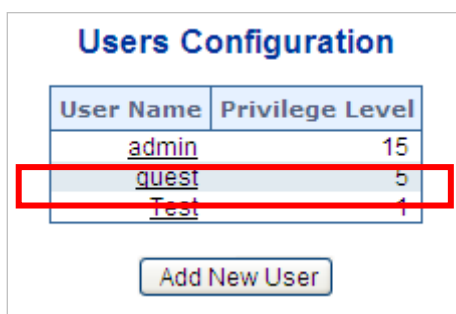 Users Configuration
User Name Privilege Level
admin 15
guest 5
Test 1
Add New User